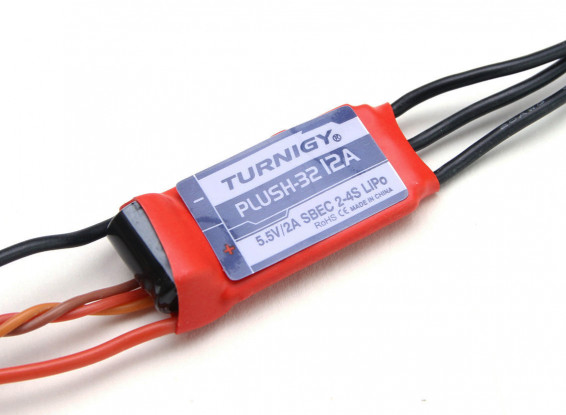 TURNIGY®
PLUSH-32 12A
5.5V/2A SBEC 2-4S LIPo
RoHS CE MADE IN CHINA
-
+